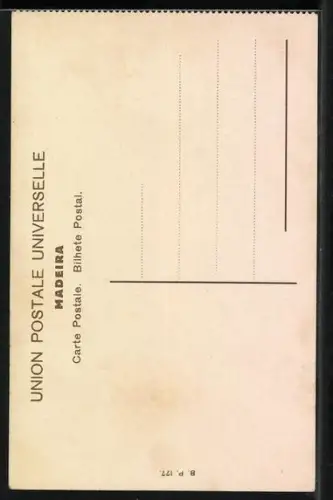 UNION POSTALE UNIVERSELLE
MADEIRA
Carte Postale. Bilhete Postal.
B. P. 177.